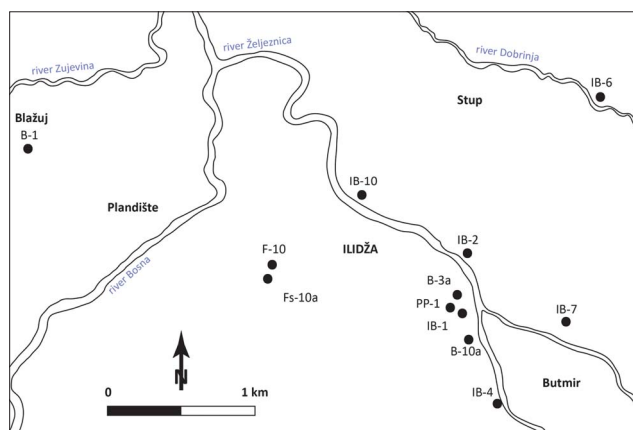 river Zujevina
river Željeznica
river Dobrinja
IB-6
Stup
Blažuj
B-1
IB-10
Plandište
IB-2
F-10
ILIDŽA
B-3a
Fs-10a
PP-1
river Bosna
IB-1
IB-7
B-10a
N
0
1 km
Butmir
IB-4